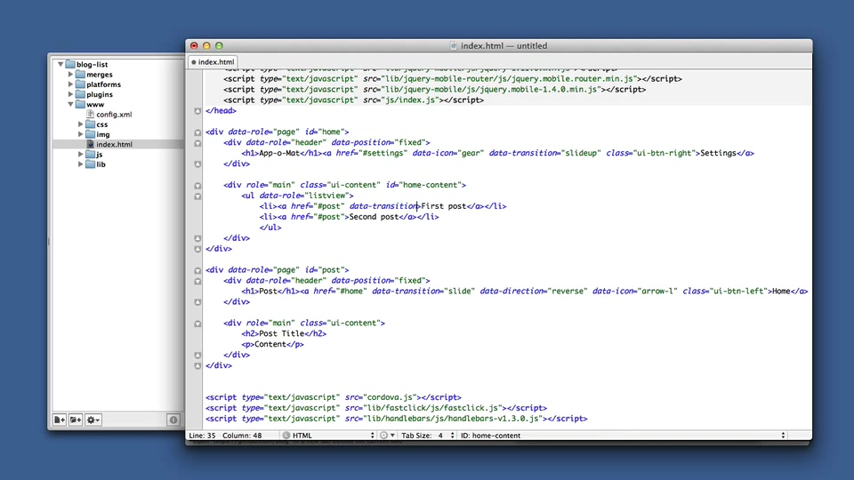 index.html — untitled
blog-list
merges
platforms
plugins
www
config.xml
css
img
index.html
js
lib
index.html
<script type="text/javascript" src="lib/jquery-mobile-router/js/jquery.mobile.router.min.js"></script>
<script type="text/javascript" src="lib/jquery-mobile/js/jquery.mobile-1.4.0.min.js"></script>
<script type="text/javascript" src="js/index.js"></script>
</head>
<div data-role="page" id="home">
<div data-role="header" data-position="fixed">
<h1>App-o-Mat</h1><a href="#settings" data-icon="gear" data-transition="slideup" class="ui-btn-right">Settings</a>
</div>
<div role="main" class="ui-content" id="home-content">
<ul data-role="listview">
<li><a href="#post" data-transition>First post</a></li>
<li><a href="#post">Second post</a></li>
</ul>
</div>
</div>
<div data-role="page" id="post">
<div data-role="header" data-position="fixed">
<h1>Post</h1><a href="#home" data-transition="slide" data-direction="reverse" data-icon="arrow-l" class="ui-btn-left">Home</a>
</div>
<div role="main" class="ui-content">
<h2>Post Title</h2>
<p>Content</p>
</div>
</div>
<script type="text/javascript" src="cordova.js"></script>
<script type="text/javascript" src="lib/fastclick/js/fastclick.js"></script>
<script type="text/javascript" src="lib/handlebars/js/handlebars-v1.3.0.js"></script>
Line: 35 Column: 48 HTML Tab Size: 4 ID: home-content